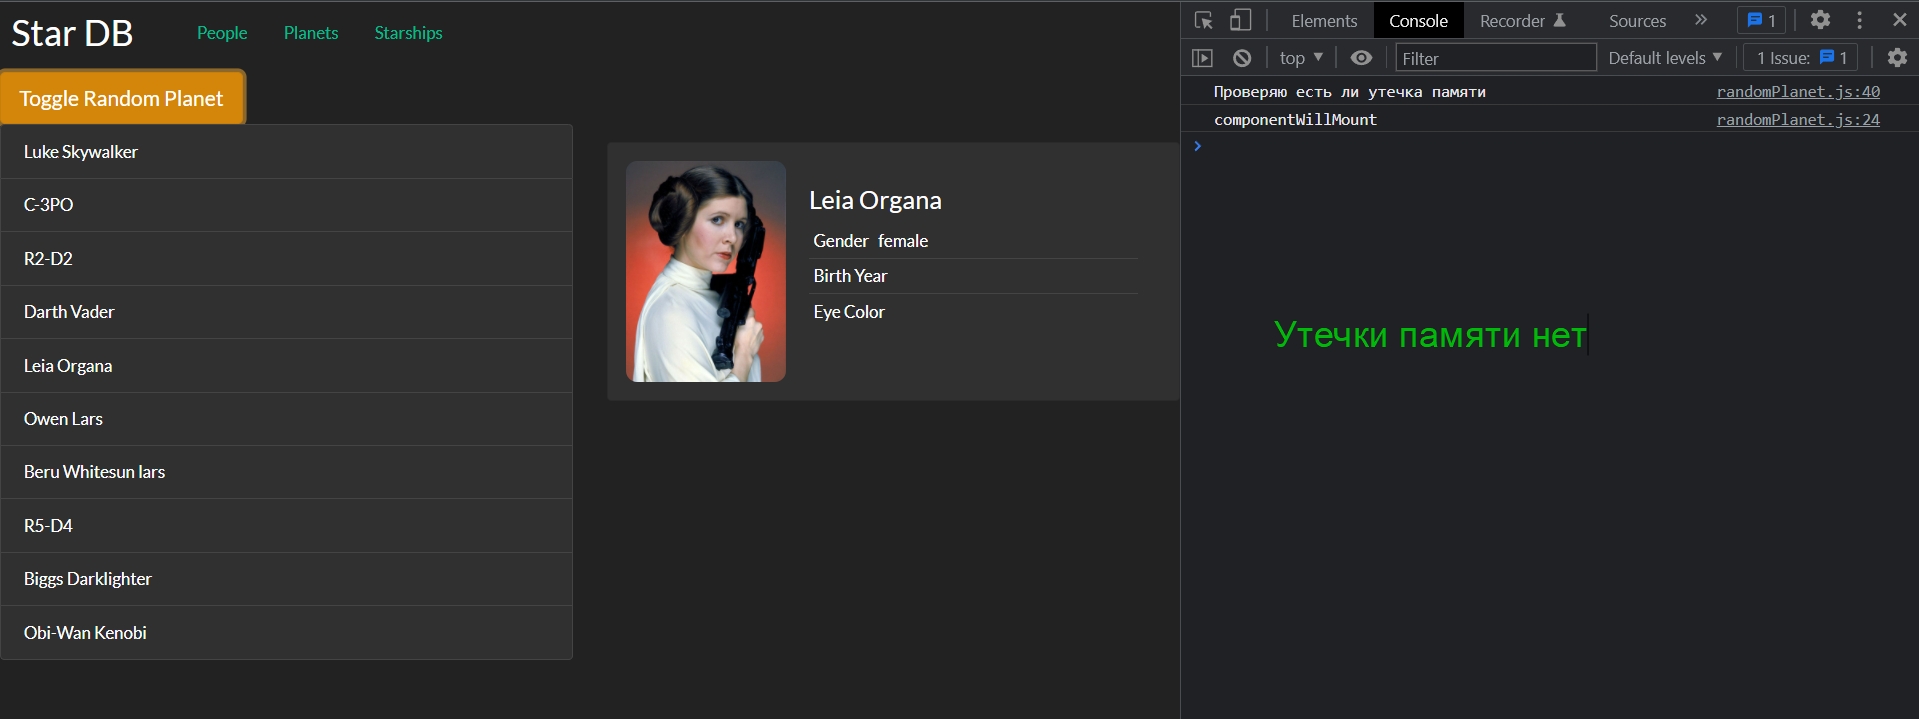 Star DB People Planets Starships
Toggle Random Planet
Luke Skywalker
C-3PO
R2-D2
Darth Vader
Leia Organa
Owen Lars
Beru Whitesun lars
R5-D4
Biggs Darklighter
Obi-Wan Kenobi
Leia Organa
Gender female
Birth Year
Eye Color
Elements Console Recorder Sources » 1
top Filter Default levels 1 Issue: 1
Проверяю есть ли утечка памяти randomPlanet.js:40
componentWillMount randomPlanet.js:24
Утечки памяти нет